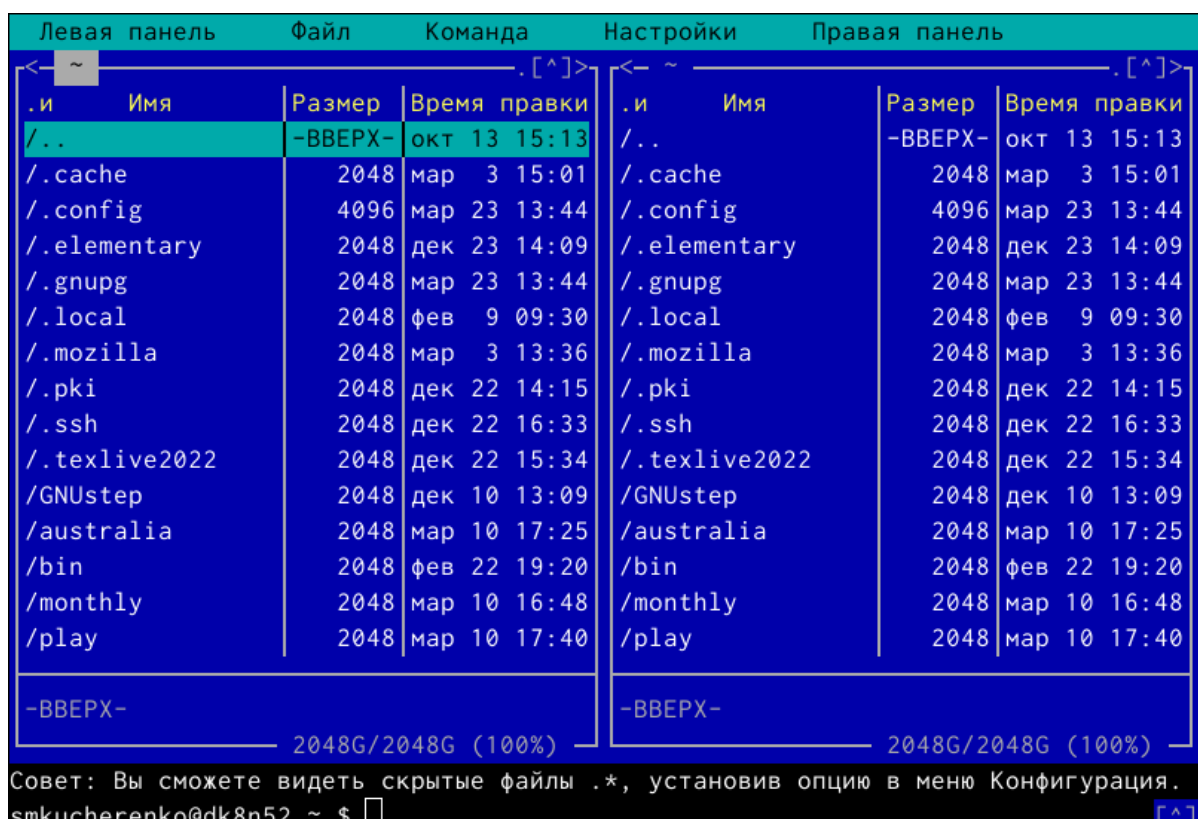 Левая панель Файл Команда Настройки Правая панель
<— ~ .[^]> <— ~ .[^]>
.и Имя Размер Время правки .и Имя Размер Время правки
/.. -ВВЕРХ- окт 13 15:13 /.. -ВВЕРХ- окт 13 15:13
/.cache 2048 мар 3 15:01 /.cache 2048 мар 3 15:01
/.config 4096 мар 23 13:44 /.config 4096 мар 23 13:44
/.elementary 2048 дек 23 14:09 /.elementary 2048 дек 23 14:09
/.gnupg 2048 мар 23 13:44 /.gnupg 2048 мар 23 13:44
/.local 2048 фев 9 09:30 /.local 2048 фев 9 09:30
/.mozilla 2048 мар 3 13:36 /.mozilla 2048 мар 3 13:36
/.pki 2048 дек 22 14:15 /.pki 2048 дек 22 14:15
/.ssh 2048 дек 22 16:33 /.ssh 2048 дек 22 16:33
/.texlive2022 2048 дек 22 15:34 /.texlive2022 2048 дек 22 15:34
/GNUstep 2048 дек 10 13:09 /GNUstep 2048 дек 10 13:09
/australia 2048 мар 10 17:25 /australia 2048 мар 10 17:25
/bin 2048 фев 22 19:20 /bin 2048 фев 22 19:20
/monthly 2048 мар 10 16:48 /monthly 2048 мар 10 16:48
/play 2048 мар 10 17:40 /play 2048 мар 10 17:40
-ВВЕРХ- -ВВЕРХ-
2048G/2048G (100%) 2048G/2048G (100%)
Совет: Вы сможете видеть скрытые файлы .*, установив опцию в меню Конфигурация.
smkucherenko@dk8n52 ~ $ [^]